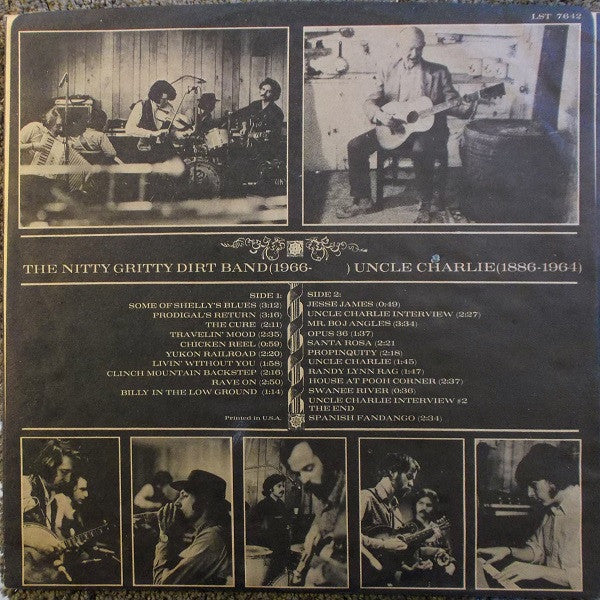 LST 7642
THE NITTY GRITTY DIRT BAND(1966- ) UNCLE CHARLIE(1886-1964)
SIDE 1:
SOME OF SHELLY'S BLUES (3:12)
PRODIGAL'S RETURN (3:16)
THE CURE (2:11)
TRAVELIN' MOOD (2:35)
CHICKEN REEL (0:59)
YUKON RAILROAD (2:20)
LIVIN' WITHOUT YOU (1:58)
CLINCH MOUNTAIN BACKSTEP (2:16)
RAVE ON (2:50)
BILLY IN THE LOW GROUND (1:14)
Printed in U.S.A.
SIDE 2:
JESSE JAMES (0:49)
UNCLE CHARLIE INTERVIEW (2:27)
MR. BOJANGLES (3:34)
OPUS 36 (1:37)
SANTA ROSA (2:21
PROPINQUITY (2:18)
UNCLE CHARLIE (1:45)
RANDY LYNN RAG (1:47)
HOUSE AT POOH CORNER (2:37)
SWANEE RIVER (0:36)
UNCLE CHARLIE INTERVIEW #2
THE END
SPANISH FANDANGO (2:34)